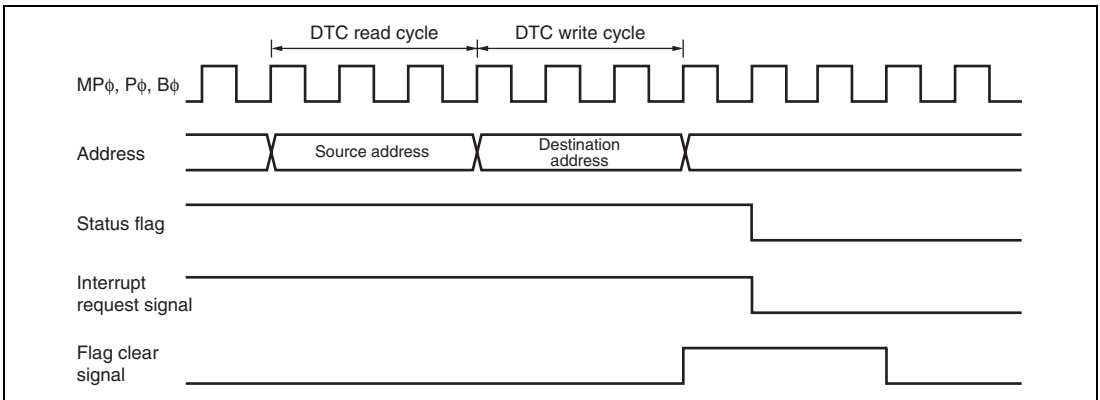 DTC read cycle
DTC write cycle
MPϕ, Pϕ, Bϕ
Address
Source address
Destination
address
Status flag
Interrupt
request signal
Flag clear
signal